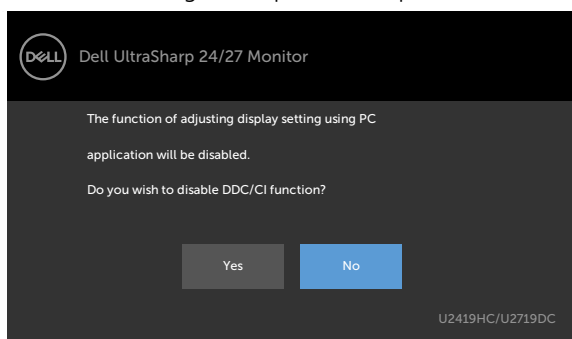 DELL
Dell UltraSharp 24/27 Monitor
The function of adjusting display setting using PC
application will be disabled.
Do you wish to disable DDC/CI function?
Yes
No
U2419HC/U2719DC